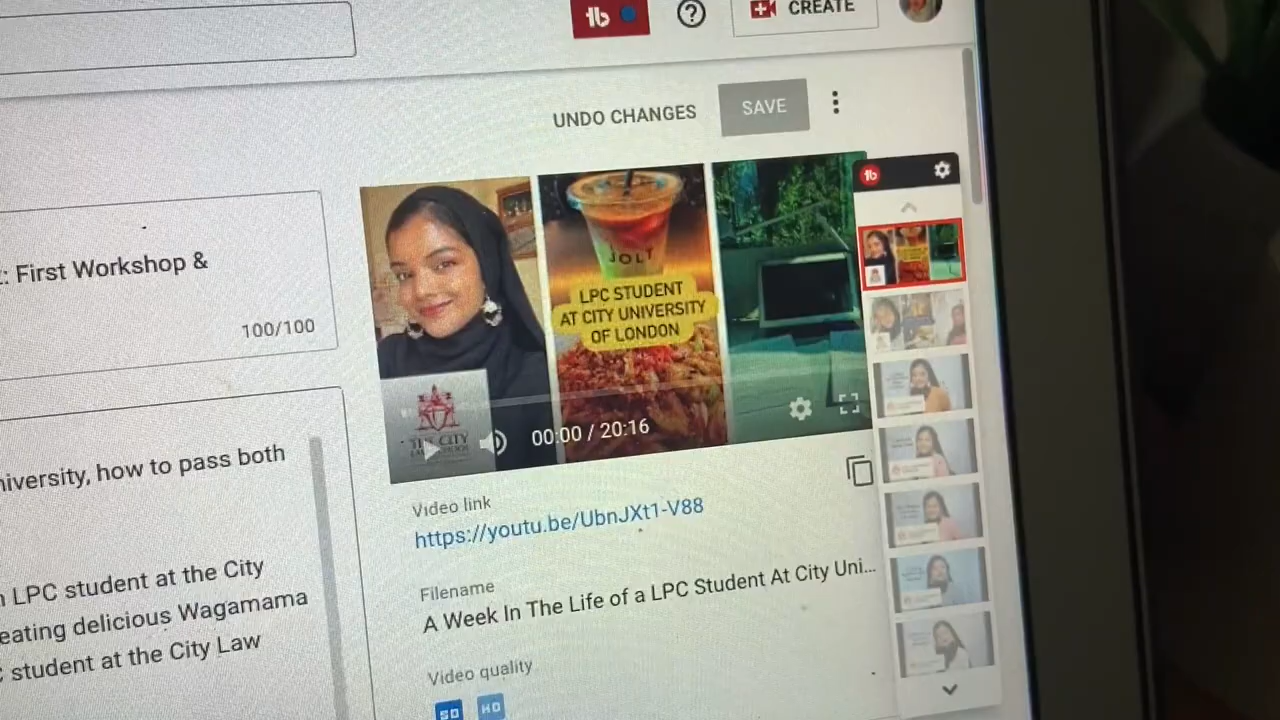 CREATE
UNDO CHANGES
SAVE
: First Workshop &
100/100
JOLT
LPC STUDENT
AT CITY UNIVERSITY
OF LONDON
THE CITY
00:00 / 20:16
niversity, how to pass both
Video link
https://youtu.be/UbnJXt1-V88
LPC student at the City
eating delicious Wagamama
student at the City Law
Filename
A Week In The Life of a LPC Student At City Uni...
Video quality
SD
HD